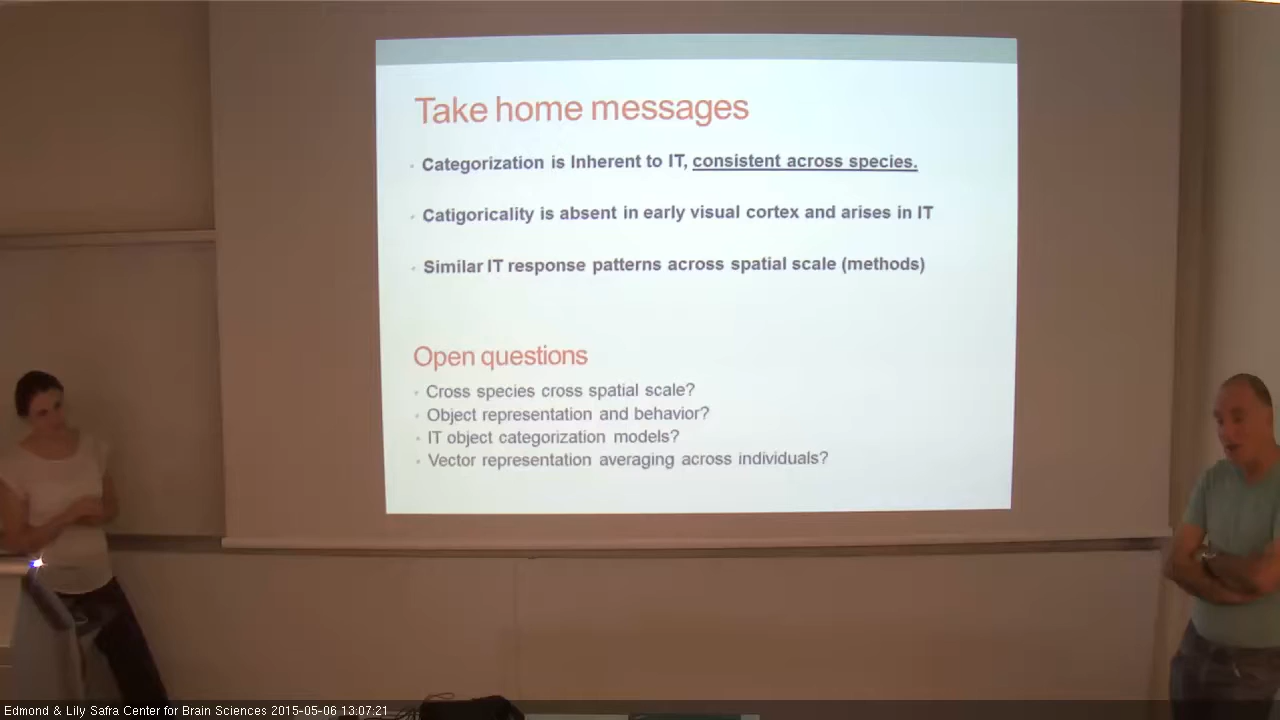 Take home messages
Categorization is Inherent to IT, consistent across species.
Catigoricality is absent in early visual cortex and arises in IT
Similar IT response patterns across spatial scale (methods)
Open questions
Cross species cross spatial scale?
Object representation and behavior?
IT object categorization models?
Vector representation averaging across individuals?
Edmond & Lily Safra Center for Brain Sciences 2015-05-06 13:07:21